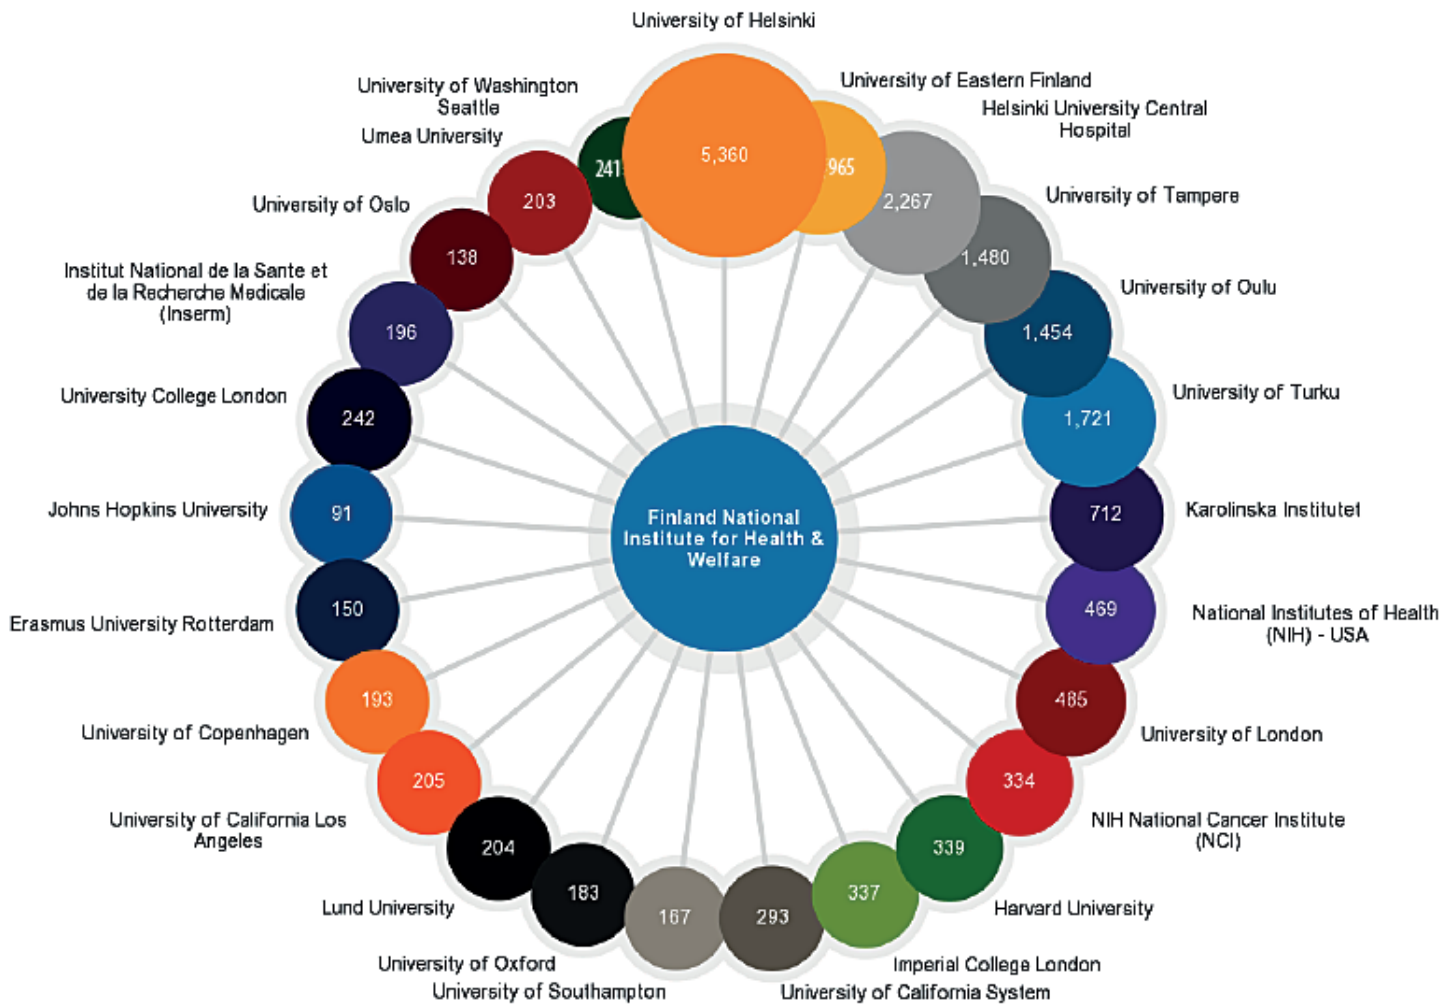 University of Helsinki
5,360
University of Eastern Finland
965
Helsinki University Central
Hospital
2,267
University of Tampere
1,480
University of Oulu
1,454
University of Turku
1,721
Karolinska Institutet
712
National Institutes of Health
(NIH) - USA
469
University of London
485
NIH National Cancer Institute
(NCI)
334
Harvard University
339
Imperial College London
337
University of California System
293
University of Southampton
167
University of Oxford
183
Lund University
204
University of California Los
Angeles
205
University of Copenhagen
193
Erasmus University Rotterdam
150
Johns Hopkins University
91
University College London
242
Institut National de la Sante et
de la Recherche Medicale
(Inserm)
196
University of Oslo
138
Umea University
203
University of Washington
Seattle
241
Finland National
Institute for Health &
Welfare